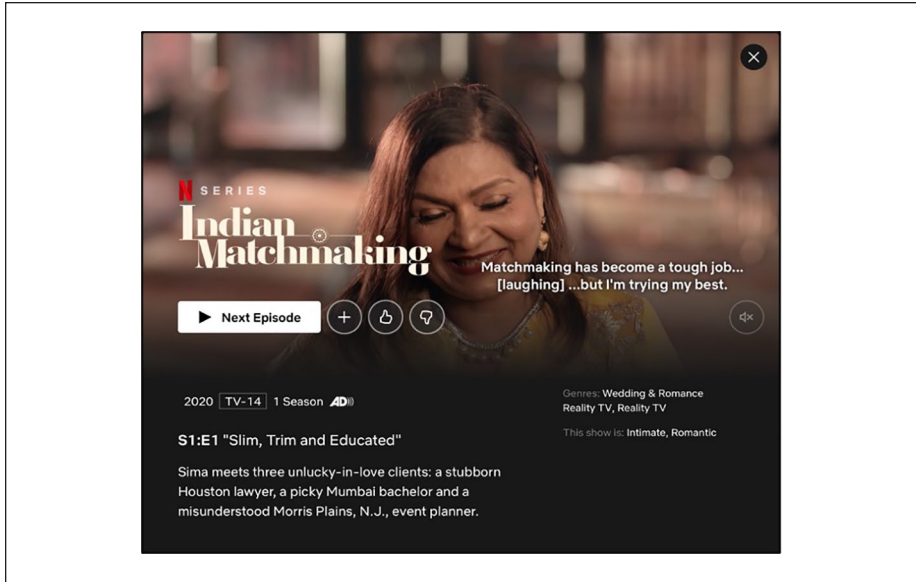 N SERIES
Indian
Matchmaking
Matchmaking has become a tough job...
[laughing] ...but I'm trying my best.
Next Episode
2020 TV-14 1 Season AD
Genres: Wedding & Romance
Reality TV, Reality TV
This show is: Intimate, Romantic
S1:E1 "Slim, Trim and Educated"
Sima meets three unlucky-in-love clients: a stubborn
Houston lawyer, a picky Mumbai bachelor and a
misunderstood Morris Plains, N.J., event planner.